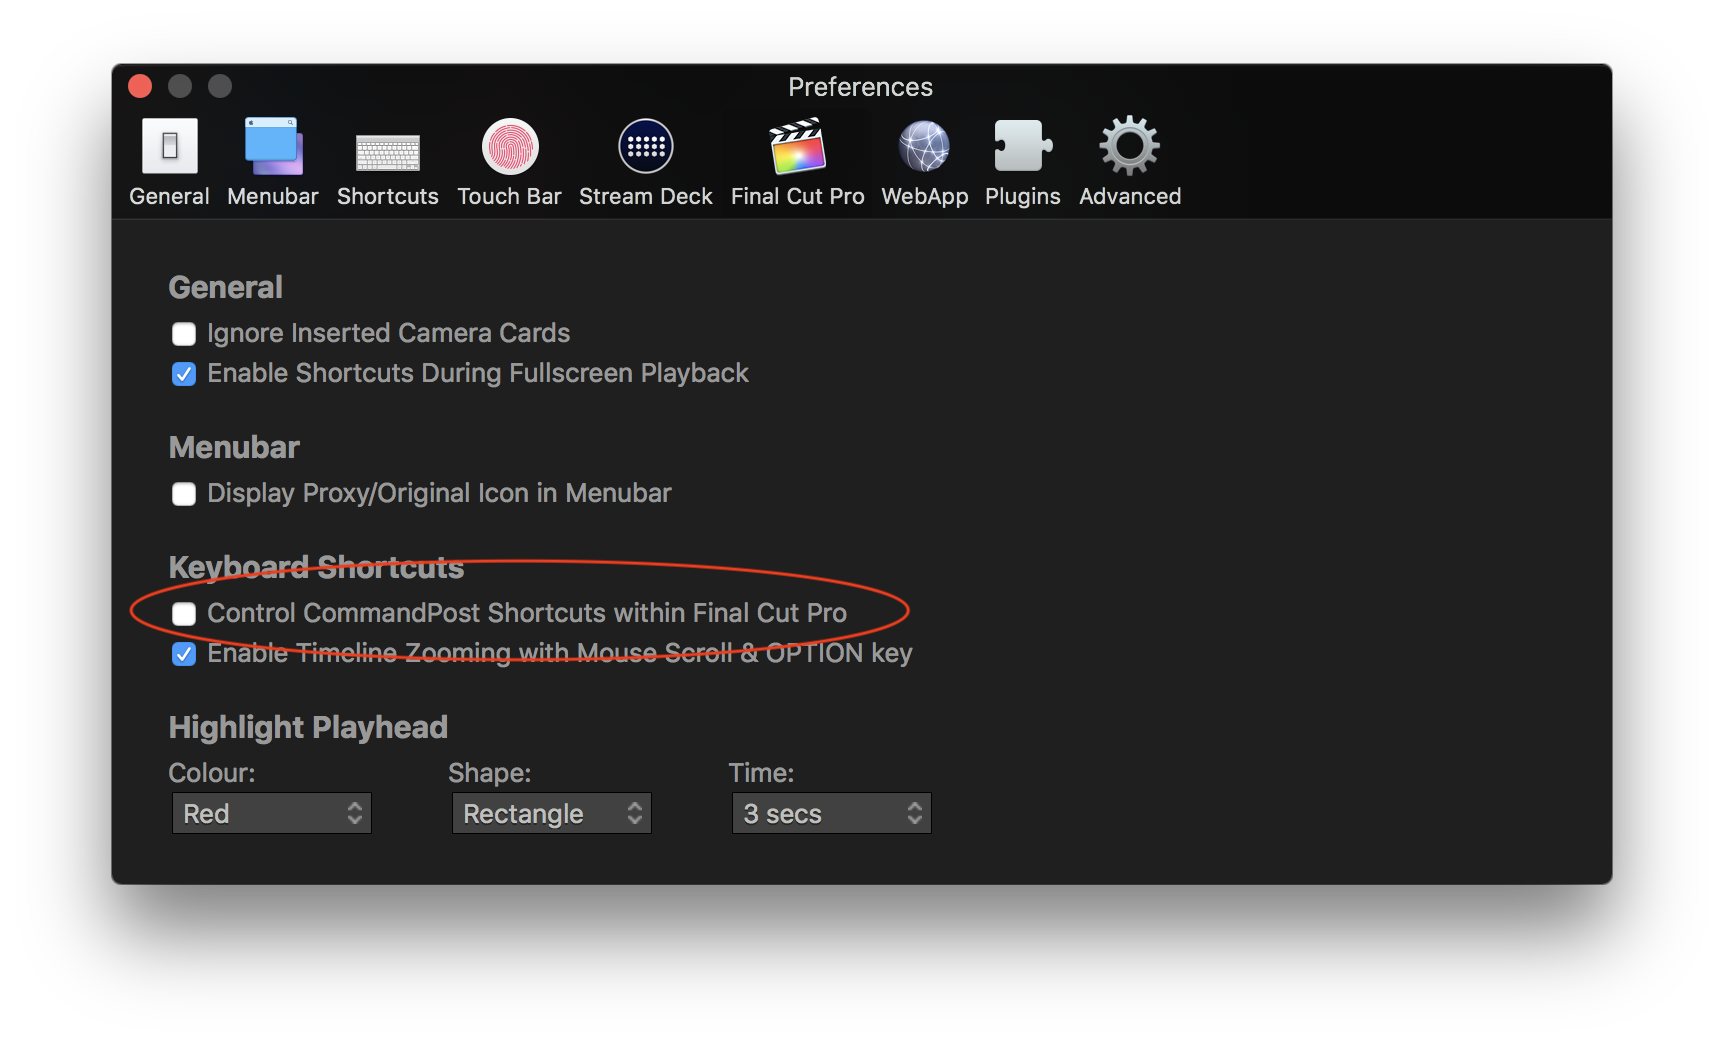 Preferences
General Menubar Shortcuts Touch Bar Stream Deck Final Cut Pro WebApp Plugins Advanced
General
Ignore Inserted Camera Cards
Enable Shortcuts During Fullscreen Playback
Menubar
Display Proxy/Original Icon in Menubar
Keyboard Shortcuts
Control CommandPost Shortcuts within Final Cut Pro
Enable Timeline Zooming with Mouse Scroll & OPTION key
Highlight Playhead
Colour: Shape: Time:
Red Rectangle 3 secs